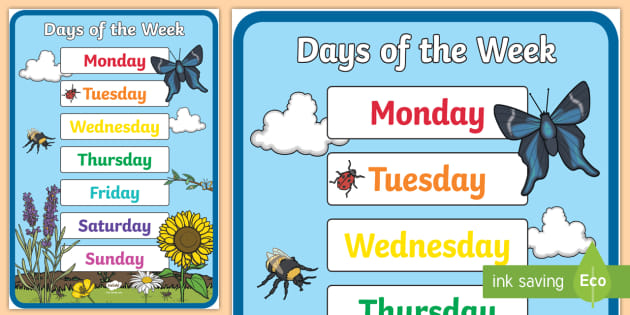 Days of the Week
Monday
Tuesday
Wednesday
Thursday
Friday
Saturday
Sunday
Days of the Week
Monday
Tuesday
Wednesday
Thursday
ink saving
Eco